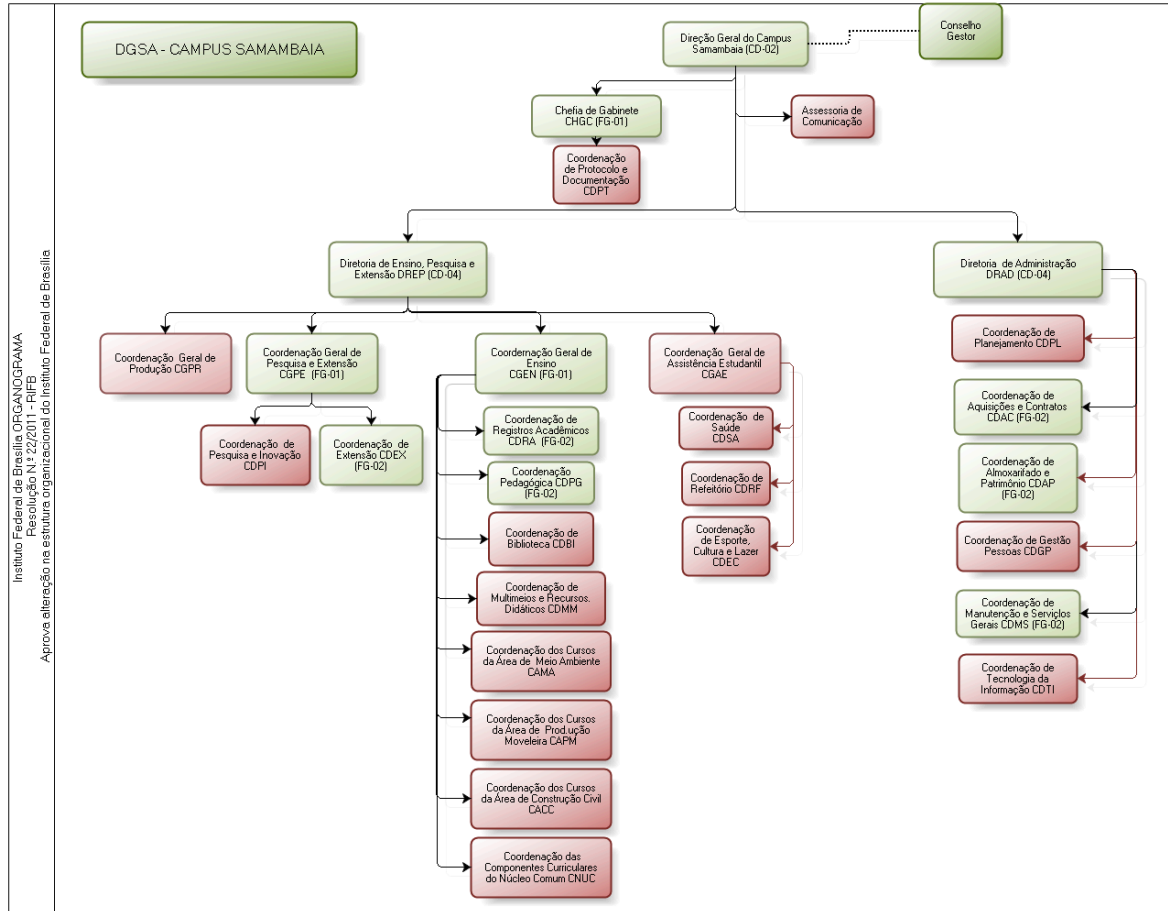 Instituto Federal de Brasília ORGANOGRAMA
Resolução N.º 22/2011 - RIFB
Aprova alteração na estrutura organizacional do Instituto Federal de Brasília
DGSA - CAMPUS SAMAMBAIA
Direção Geral do Campus
Samambaia (CD-02)
Conselho
Gestor
Chefia de Gabinete
CHGC (FG-01)
Assessoria de
Comunicação
Coordenação
de Protocolo e
Documentação
CDPT
Diretoria de Ensino, Pesquisa e
Extensão DREP (CD-04)
Diretoria de Administração
DRAD (CD-04)
Coordenação Geral de
Produção CGPR
Coordenação Geral de
Pesquisa e Extensão
CGPE (FG-01)
Coordenação Geral de
Ensino
CGEN (FG-01)
Coordenação Geral de
Assistência Estudantil
CGAE
Coordenação de
Pesquisa e Inovação
CDPI
Coordenação de
Extensão CDEX
(FG-02)
Coordenação de
Registros Acadêmicos
CDRA (FG-02)
Coordenação
Pedagógica CDPG
(FG-02)
Coordenação de
Biblioteca CDBI
Coordenação de
Multimeios e Recursos.
Didáticos CDMM
Coordenação dos Cursos
da Área de Meio Ambiente
CAMA
Coordenação dos Cursos
da Área de Prod.ução
Moveleira CAPM
Coordenação dos Cursos
da Área de Construção Civil
CACC
Coordenação das
Componentes Curriculares
do Núcleo Comum CNUC
Coordenação de
Saúde
CDSA
Coordenação de
Refeitório CDRF
Coordenação
de Esporte,
Cultura e Lazer
CDEC
Coordenação de
Planejamento CDPL
Coordenação de
Aquisições e Contratos
CDAC (FG-02)
Coordenação de
Almoxarifado e
Patrimônio CDAP
(FG-02)
Coordenação de Gestão
Pessoas CDGP
Coordenação de
Manutenção e Serviçlos
Gerais CDMS (FG-02)
Coordenação de
Tecnologia da
Informação CDTI